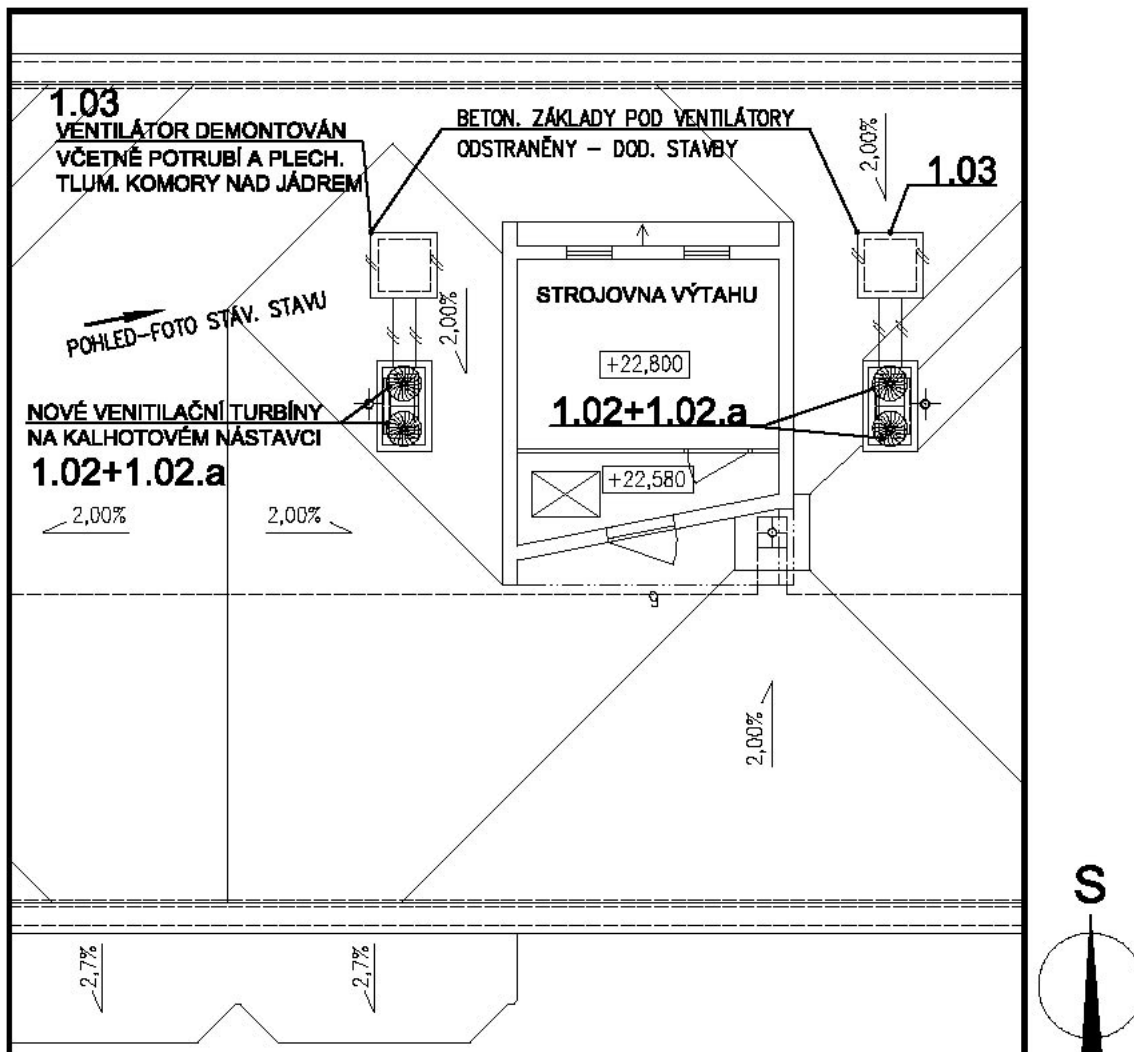 1.03
VENTILÁTOR DEMONTOVÁN
VČETNĚ POTRUBÍ A PLECH.
TLUM. KOMORY NAD JÁDREM
BETON. ZÁKLADY POD VENTILÁTORY
ODSTRANĚNY – DOD. STAVBY
2,00%
1.03
POHLED-FOTO STÁV. STAVU
2,00%
STROJOVNA VÝTAHU
+22,800
NOVÉ VENITILAČNÍ TURBÍNY
NA KALHOTOVÉM NÁSTAVCI
1.02+1.02.a
1.02+1.02.a
+22,580
2,00%
2,00%
9
2,00%
S
2,7%
2,7%